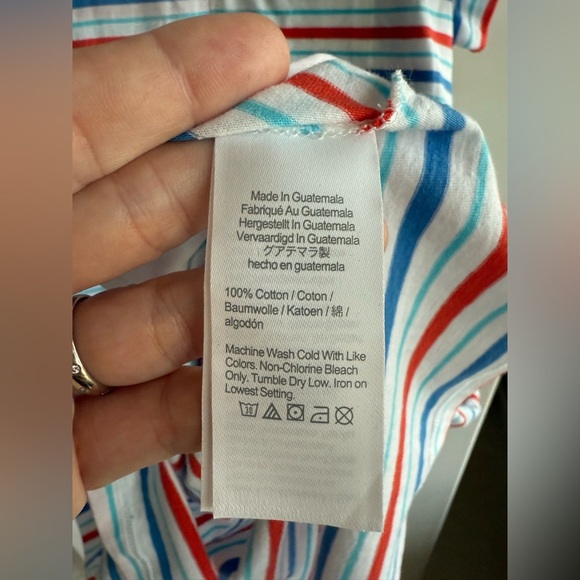 Made In Guatemala
Fabriqué Au Guatemala
Hergestellt In Guatemala
Vervaardigd In Guatemala
グアテマラ製
hecho en guatemala
100% Cotton / Coton /
Baumwolle / Katoen / 綿 /
algodón
Machine Wash Cold With Like
Colors. Non-Chlorine Bleach
Only. Tumble Dry Low. Iron on
Lowest Setting.
30